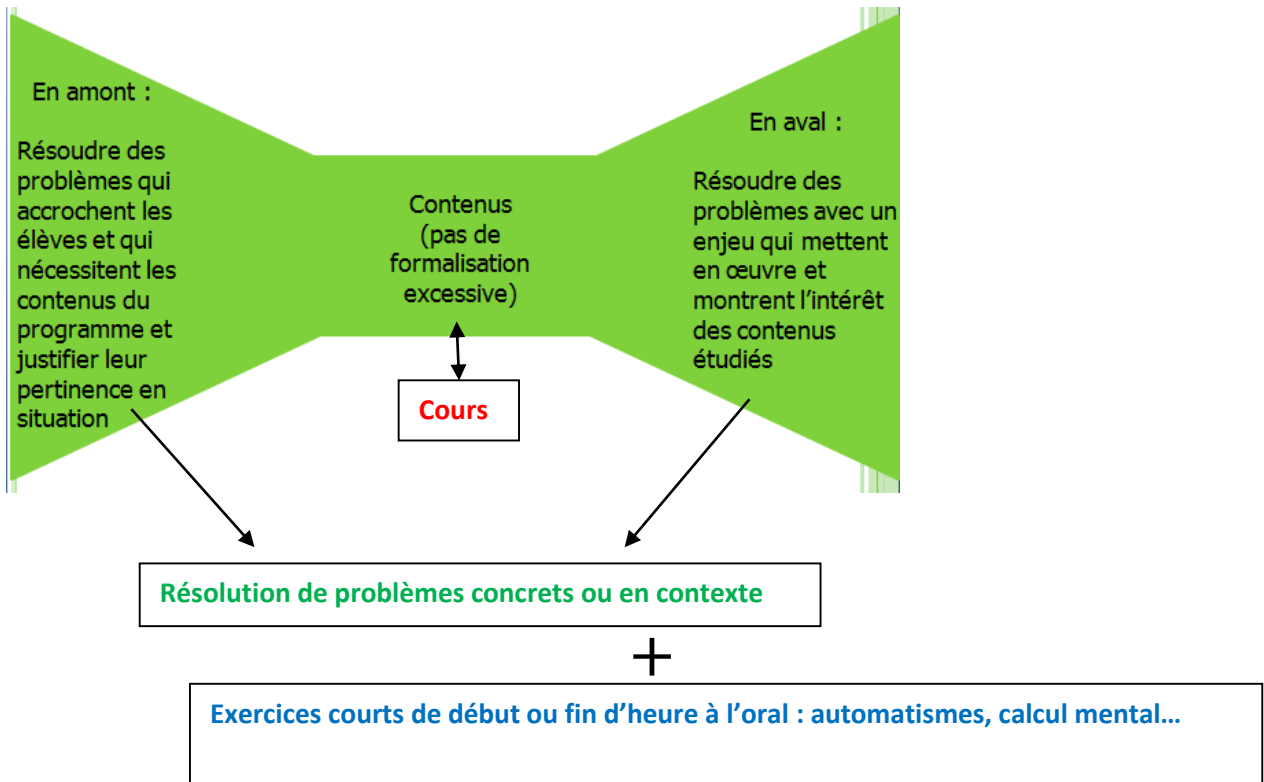 En amont :
Résoudre des
problèmes qui
accrochent les
élèves et qui
nécessitent les
contenus du
programme et
justifier leur
pertinence en
situation
Contenus
(pas de
formalisation
excessive)
Cours
En aval :
Résoudre des
problèmes avec un
enjeu qui mettent
en œuvre et
montrent l’intérêt
des contenus
étudiés
Résolution de problèmes concrets ou en contexte
+
Exercices courts de début ou fin d’heure à l’oral : automatismes, calcul mental…